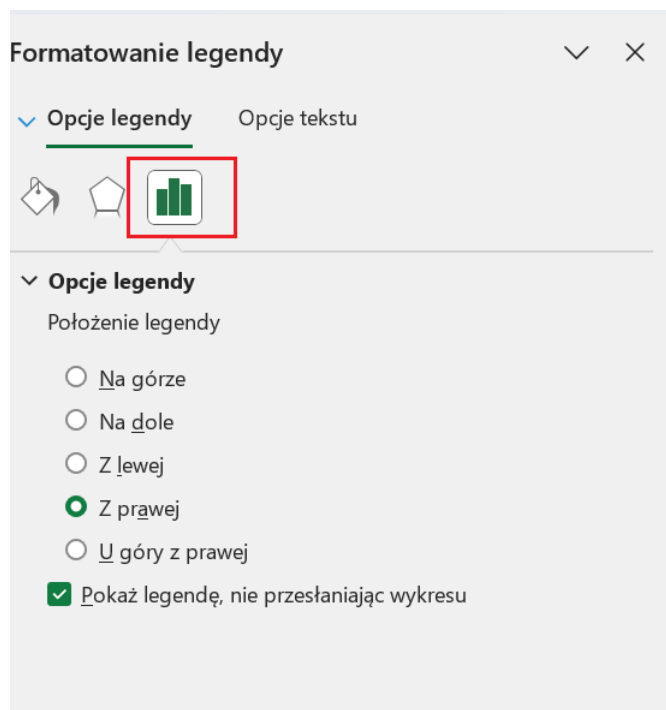 Formatowanie legendy
Opcje legendy Opcje tekstu
Opcje legendy
Położenie legendy
Na górze
Na dole
Z lewej
Z prawej
U góry z prawej
Pokaż legendę, nie przesłaniając wykresu